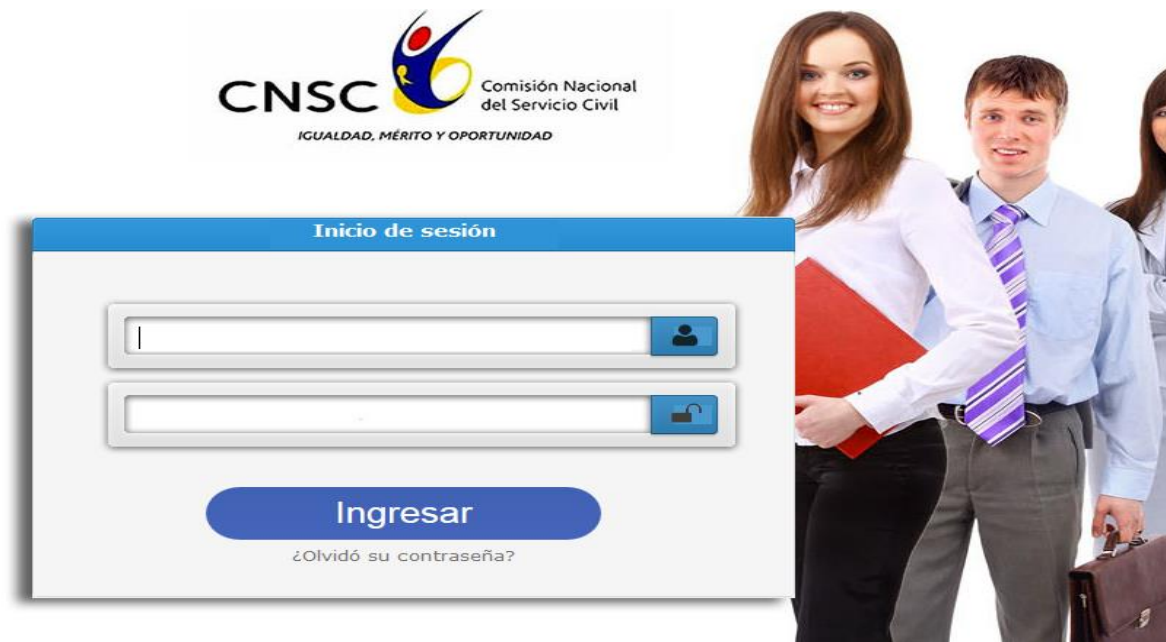 CNSC
Comisión Nacional
del Servicio Civil
IGUALDAD, MÉRITO Y OPORTUNIDAD
Inicio de sesión
Ingresar
¿Olvidó su contraseña?